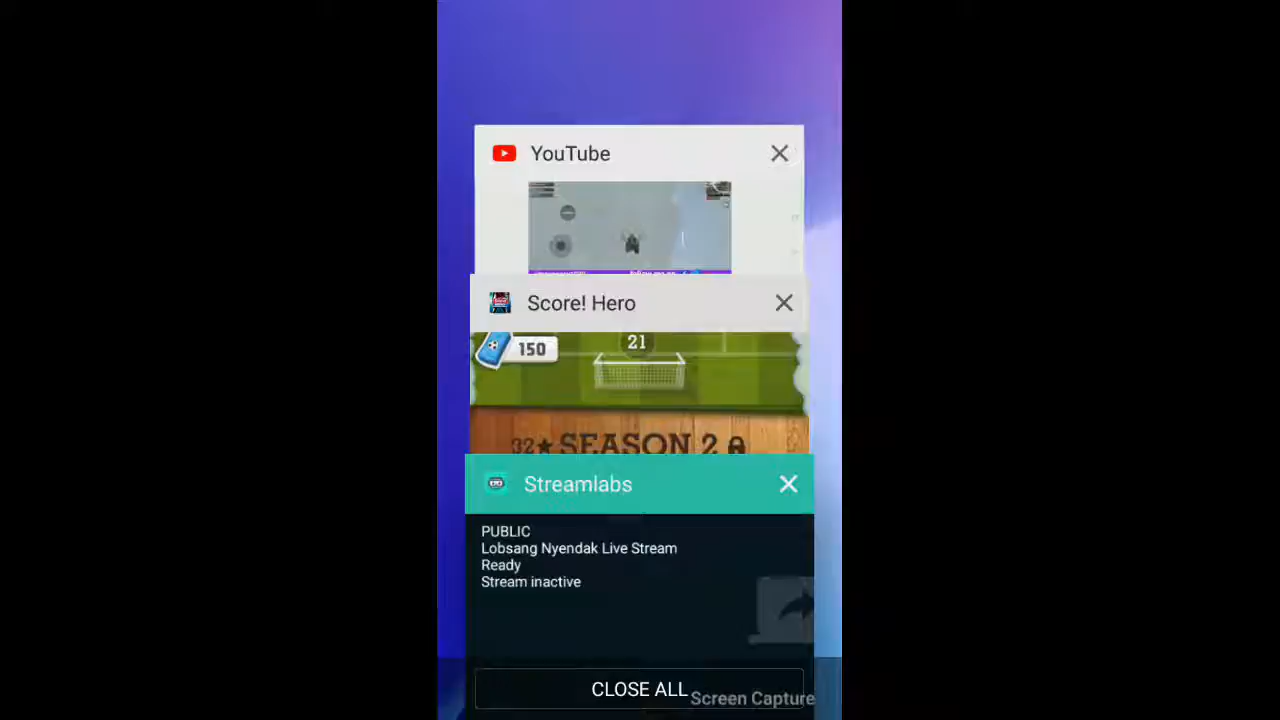 YouTube
Score! Hero
150
21
32★ SEASON 2
Streamlabs
PUBLIC
Lobsang Nyendak Live Stream
Ready
Stream inactive
CLOSE ALL
Screen Capture